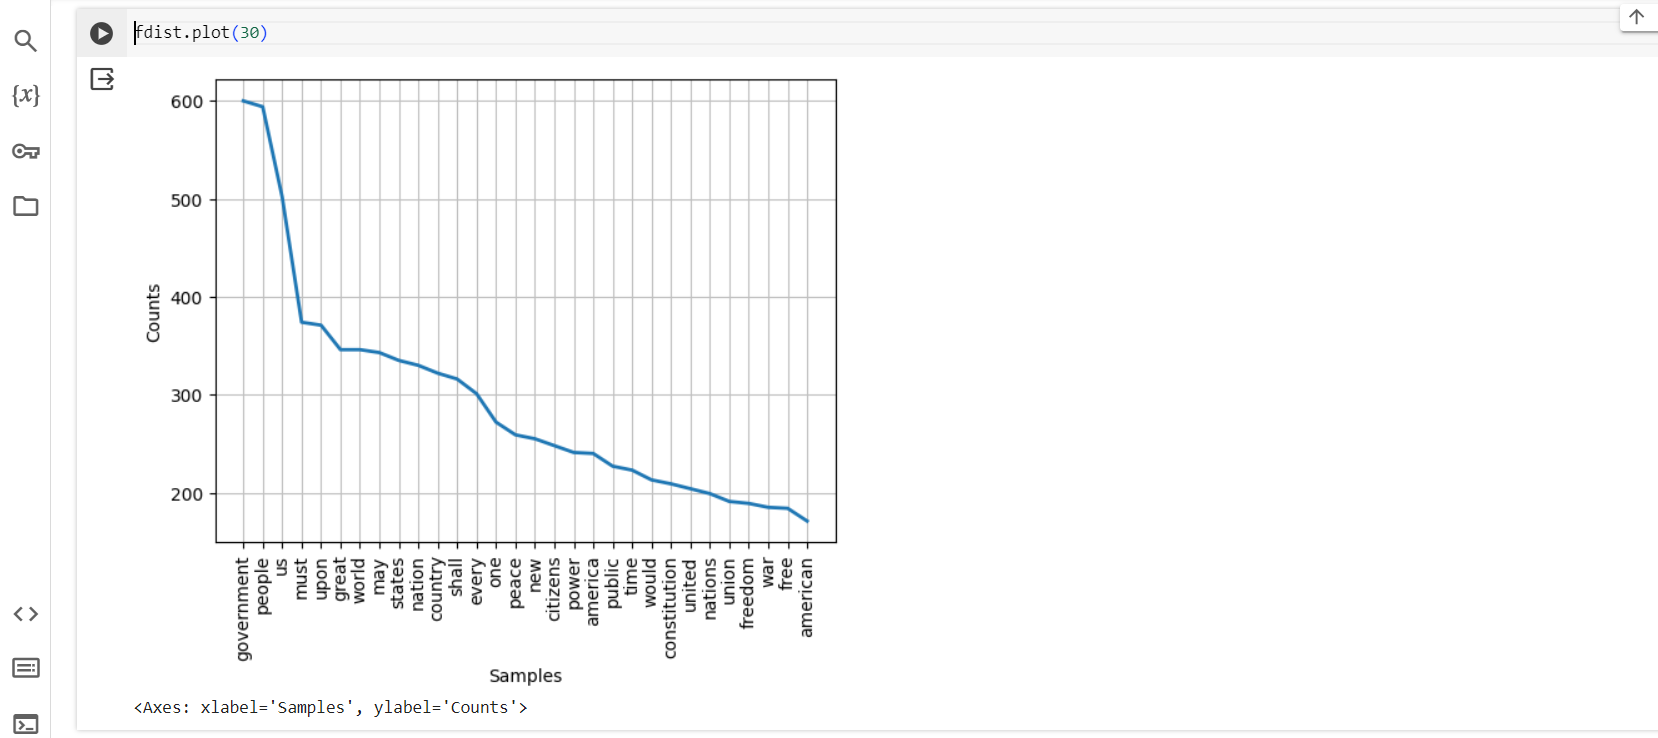 fdist.plot(30)
{x}
600
500
400
300
200
Counts
government
people
us
must
upon
great
world
may
states
nation
country
shall
every
one
peace
new
citizens
power
america
public
time
would
constitution
united
nations
union
freedom
war
free
american
Samples
<Axes: xlabel='Samples', ylabel='Counts'>